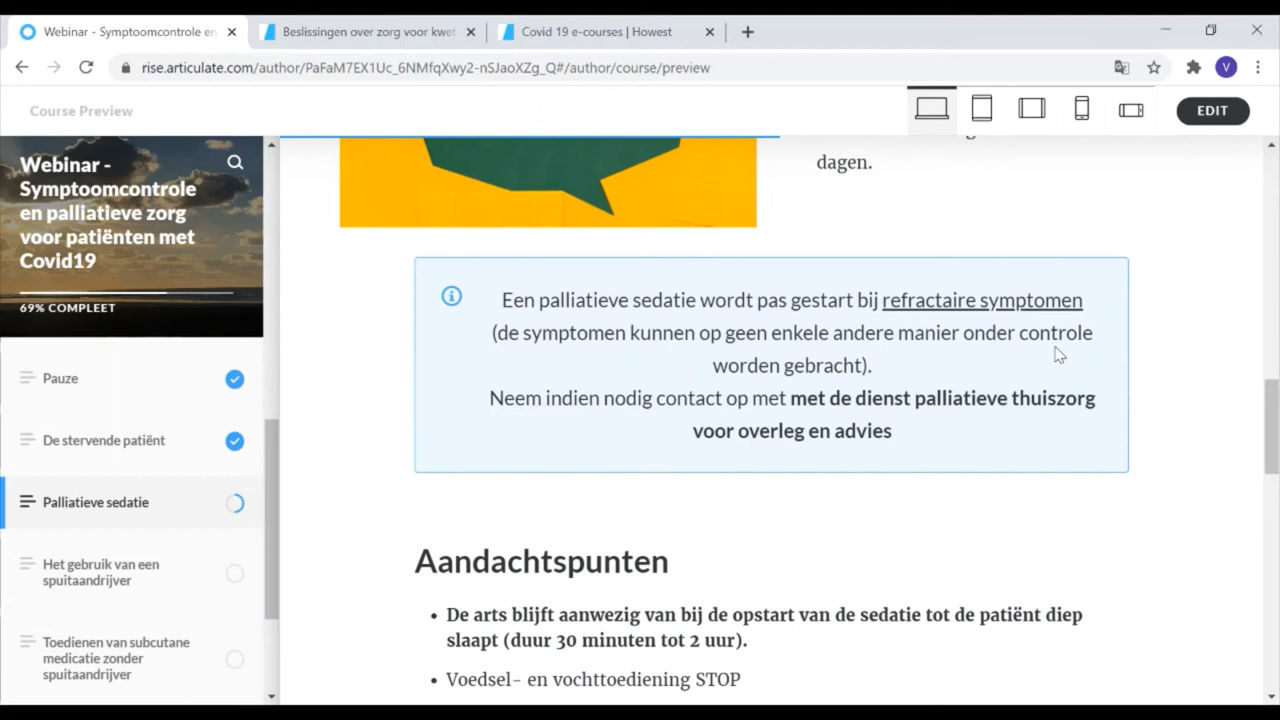 Webinar - Symptoomcontrole en
Beslissingen over zorg voor kwet
Covid 19 e-courses | Howest
rise.articulate.com/author/PaFaM7EX1Uc_6NMfqXwy2-nSJaoXZg_Q#/author/course/preview
V
Course Preview
EDIT
Webinar -
Symptoomcontrole
en palliatieve zorg
voor patiënten met
Covid19
69% COMPLEET
Pauze
De stervende patiënt
Palliatieve sedatie
Het gebruik van een
spuitaandrijver
Toedienen van subcutane
medicatie zonder
spuitaandrijver
dagen.
Een palliatieve sedatie wordt pas gestart bij refractaire symptomen
(de symptomen kunnen op geen enkele andere manier onder controle
worden gebracht).
Neem indien nodig contact op met met de dienst palliatieve thuiszorg
voor overleg en advies
Aandachtspunten
• De arts blijft aanwezig van bij de opstart van de sedatie tot de patiënt diep
slaapt (duur 30 minuten tot 2 uur).
• Voedsel- en vochttoediening STOP